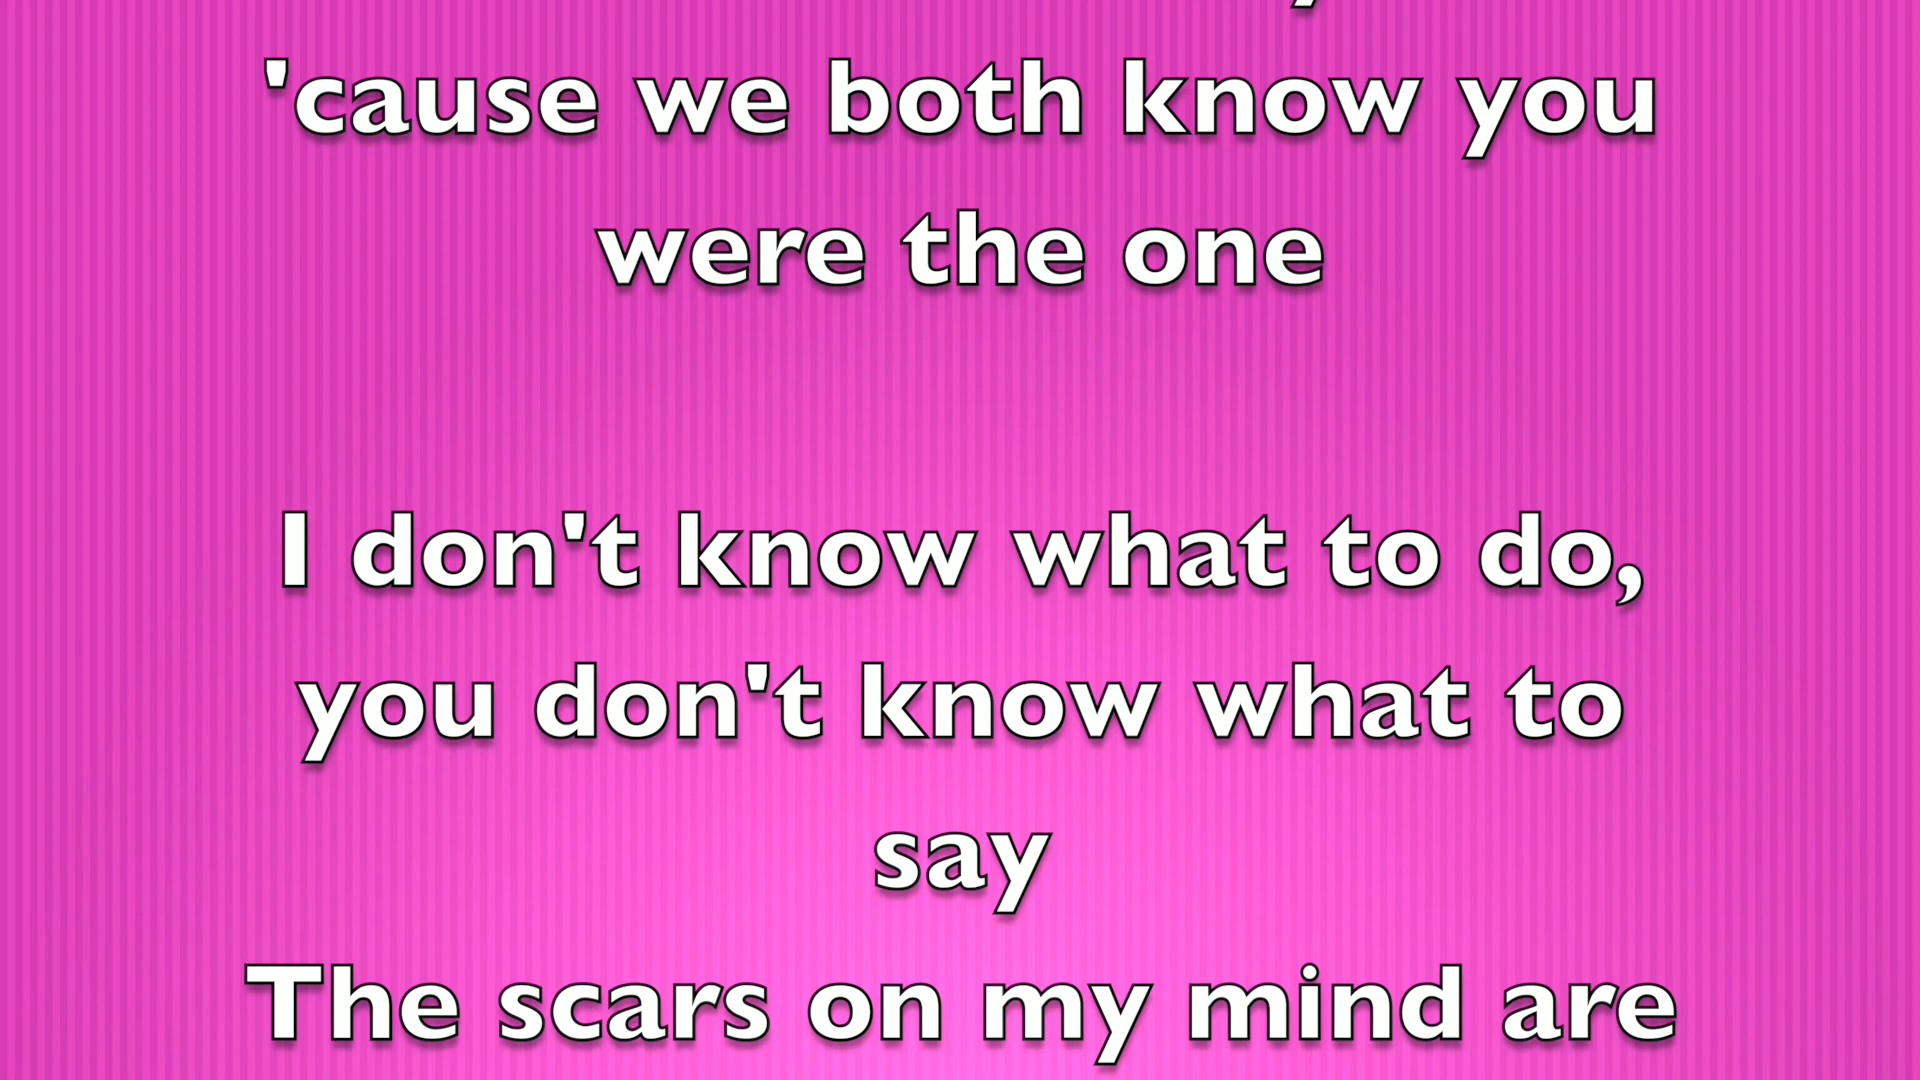 'cause we both know you
were the one
I don't know what to do,
you don't know what to
say
The scars on my mind are